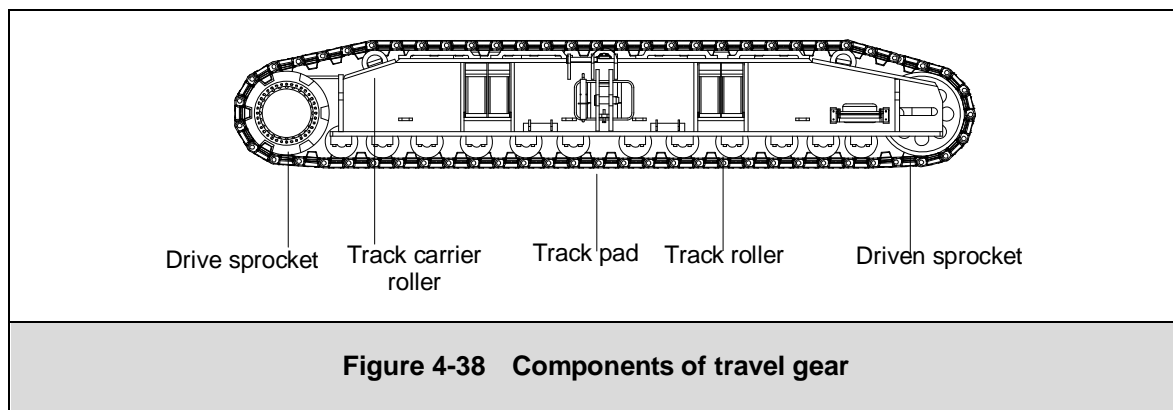 Drive sprocket
Track carrier
roller
Track pad
Track roller
Driven sprocket
Figure 4-38 Components of travel gear